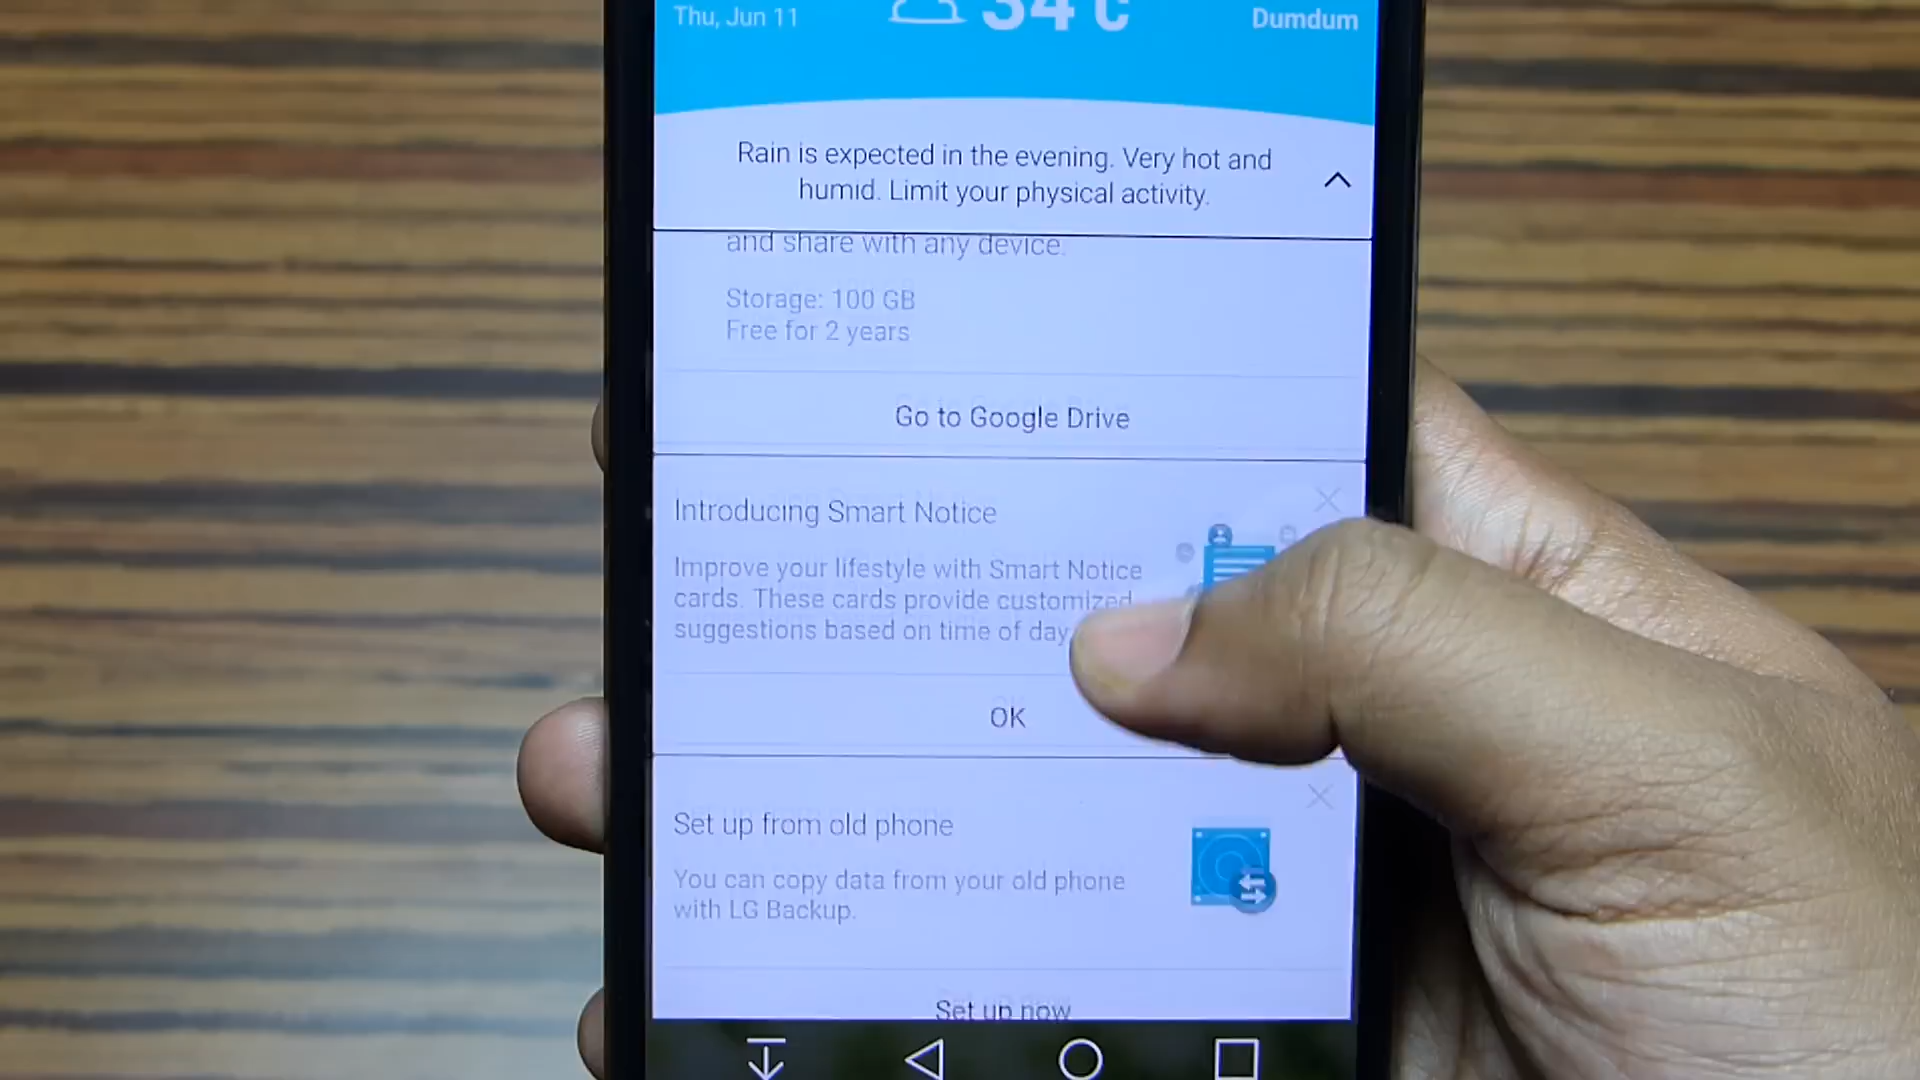 Thu, Jun 11
34°C
Dumdum
Rain is expected in the evening. Very hot and
humid. Limit your physical activity.
and share with any device.
Storage: 100 GB
Free for 2 years
Go to Google Drive
Introducing Smart Notice
Improve your lifestyle with Smart Notice
cards. These cards provide customized
suggestions based on time of day
OK
Set up from old phone
You can copy data from your old phone
with LG Backup.
Set up now